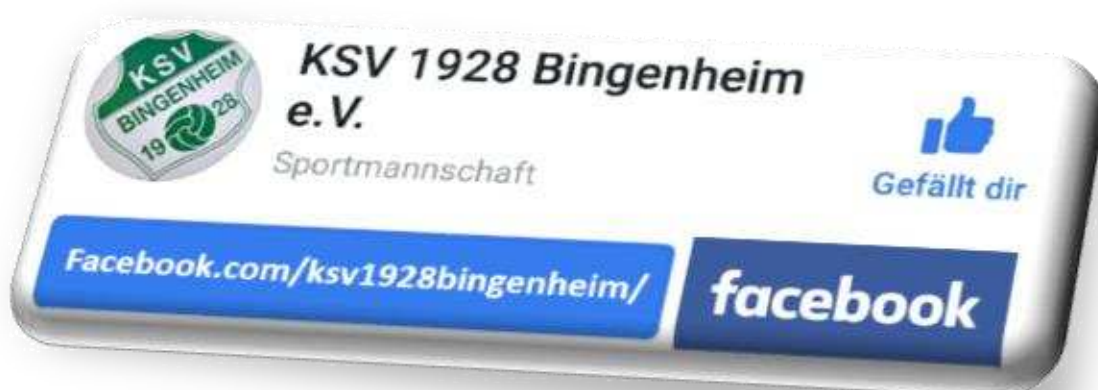 KSV
BINGENHEIM
19 28
KSV 1928 Bingenheim
e.V.
Sportmannschaft
Gefällt dir
Facebook.com/ksv1928bingenheim/
facebook